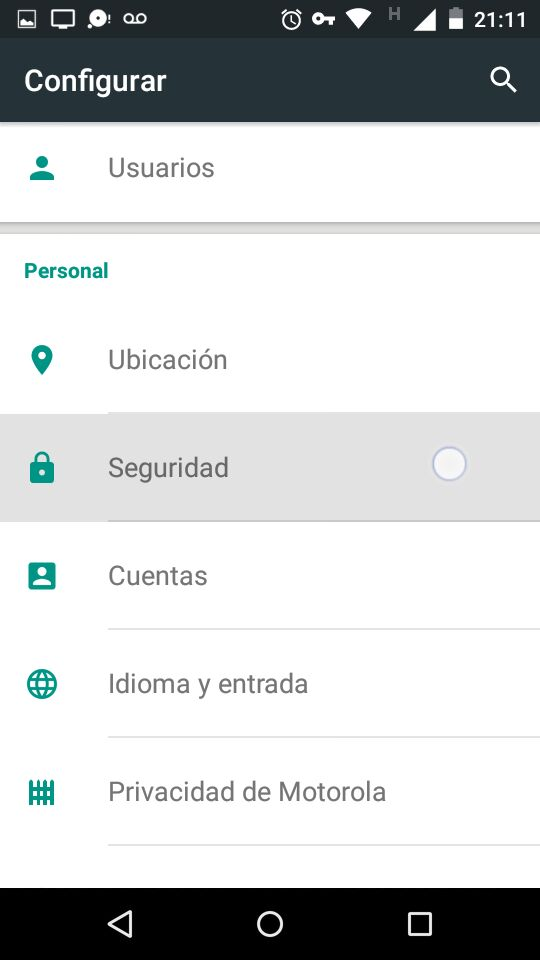 H 21:11
Configurar
Usuarios
Personal
Ubicación
Seguridad
Cuentas
Idioma y entrada
Privacidad de Motorola